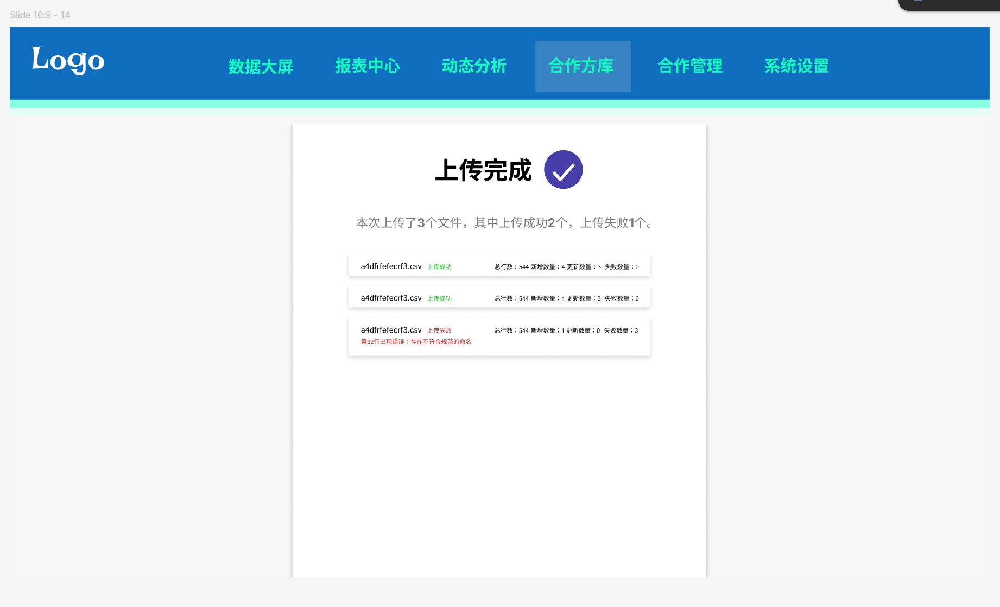 Slide 16:9 - 14
Logo 数据大屏 报表中心 动态分析 合作方库 合作管理 系统设置
上传完成
本次上传了3个文件，其中上传成功2个，上传失败1个。
a4dfrfefecrf3.csv 上传成功 总行数：544 新增数量：4 更新数量：3 失败数量：0
a4dfrfefecrf3.csv 上传成功 总行数：544 新增数量：4 更新数量：3 失败数量：0
a4dfrfefecrf3.csv 上传失败 总行数：544 新增数量：1 更新数量：0 失败数量：3
第32行出现错误：存在不符合规范的命名